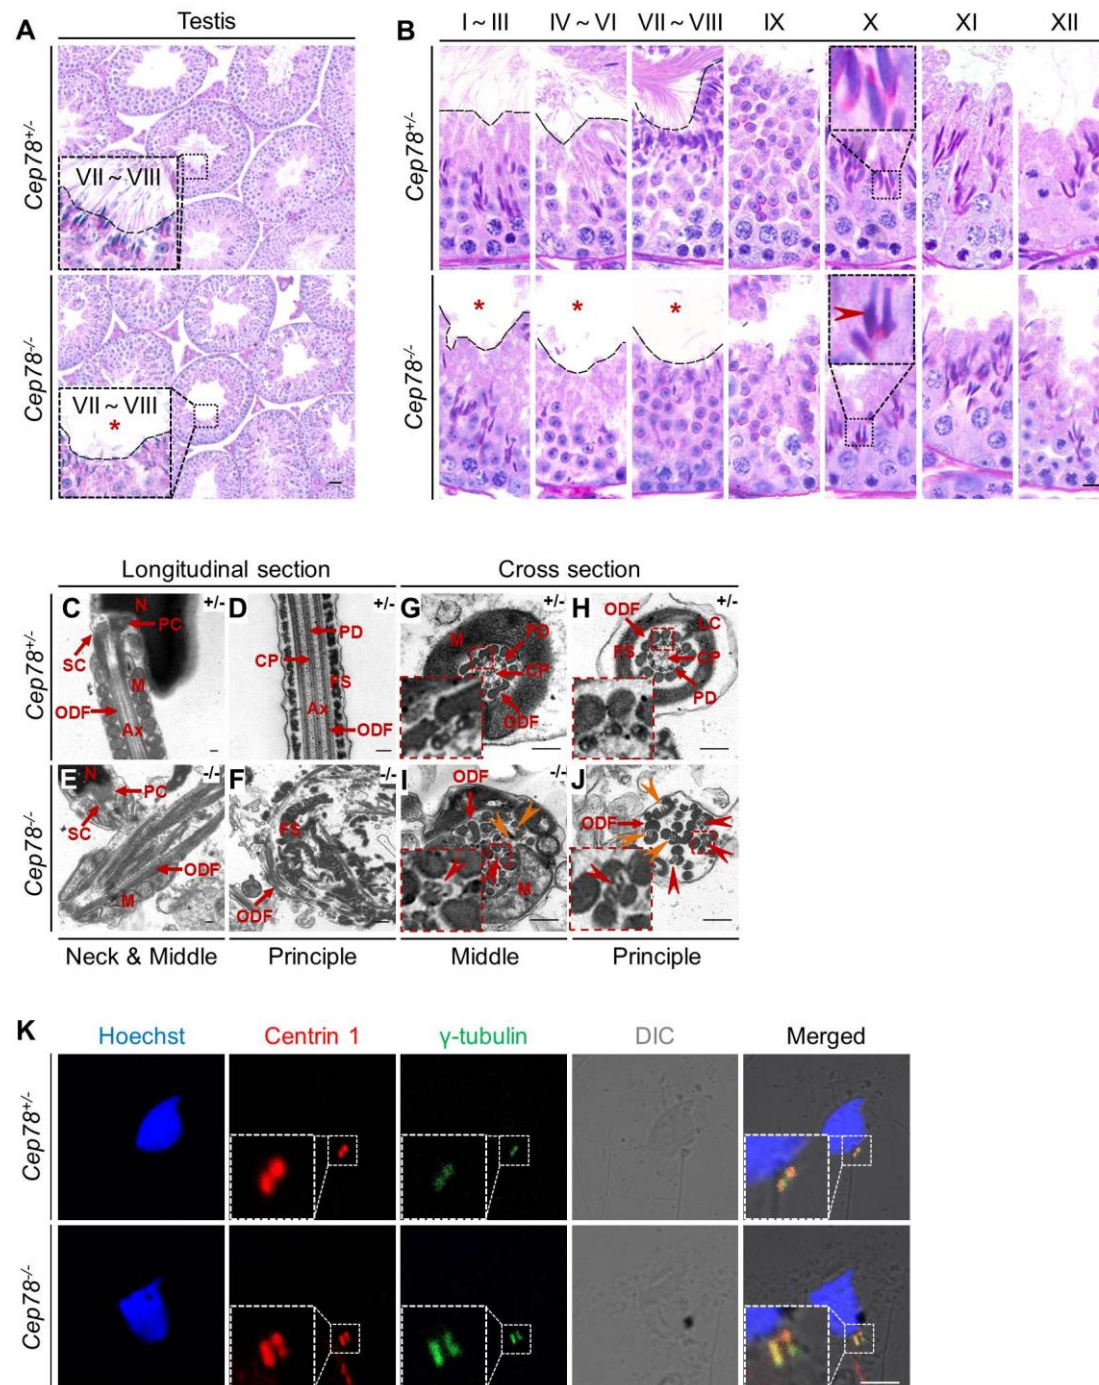 A
Testis
Cep78+/-
VII ~ VIII
Cep78-/-
VII ~ VIII
*
B
I ~ III IV ~ VI VII ~ VIII IX X XI XII
Cep78+/-
Cep78-/-
* * *
Longitudinal section Cross section
Cep78+/-
C N +/- PC SC M ODF Ax
D +/- PD CP FS Ax ODF
G +/- M PD CP ODF
H +/- ODF LC FS CP PD
Cep78-/-
E N -/- PC SC ODF M
F -/- FS ODF
I -/- ODF M
J -/- ODF
Neck & Middle Principle Middle Principle
K
Hoechst Centrin 1 γ-tubulin DIC Merged
Cep78+/-
Cep78-/-